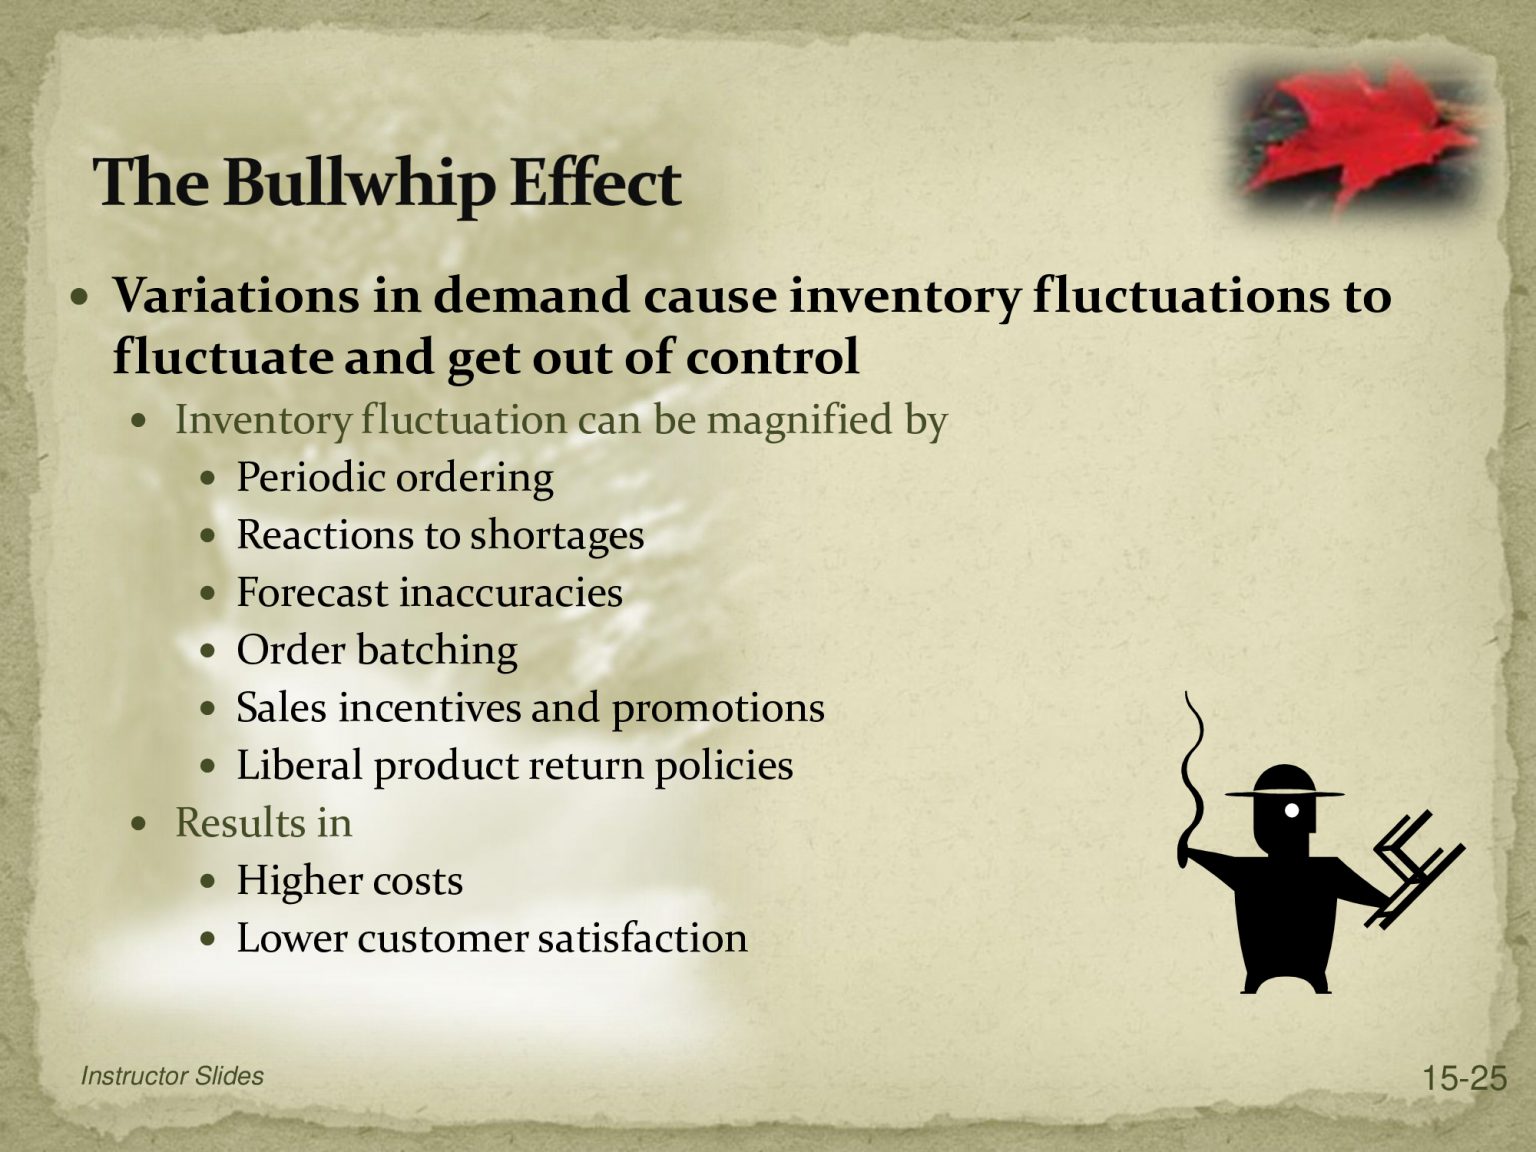 The Bullwhip Effect
• Variations in demand cause inventory fluctuations to
fluctuate and get out of control
• Inventory fluctuation can be magnified by
• Periodic ordering
• Reactions to shortages
• Forecast inaccuracies
• Order batching
• Sales incentives and promotions
• Liberal product return policies
• Results in
• Higher costs
• Lower customer satisfaction
Instructor Slides
15-25